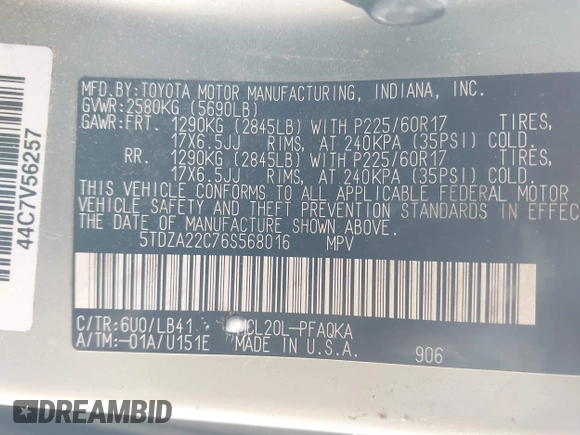 MFD.BY:TOYOTA MOTOR MANUFACTURING, INDIANA, INC.
GVWR:2580KG (5690LB)
GAWR:FRT. 1290KG (2845LB) WITH P225/60R17 TIRES,
17X6.5JJ RIMS, AT 240KPA (35PSI) COLD.
RR. 1290KG (2845LB) WITH P225/60R17 TIRES,
17X6.5JJ RIMS, AT 240KPA (35PSI) COLD.
THIS VEHICLE CONFORMS TO ALL APPLICABLE FEDERAL MOTOR
VEHICLE SAFETY AND THEFT PREVENTION STANDARDS IN EFFEC
THE DATE OF MANUFACTURE SHOWN ABOVE.
5TDZA22C76S568016 MPV
C/TR:6U0/LB41 CL20L-PFAQKA
A/TM:-01A/U151E MADE IN U.S.A.
906
44C7V56257
DREAMBID